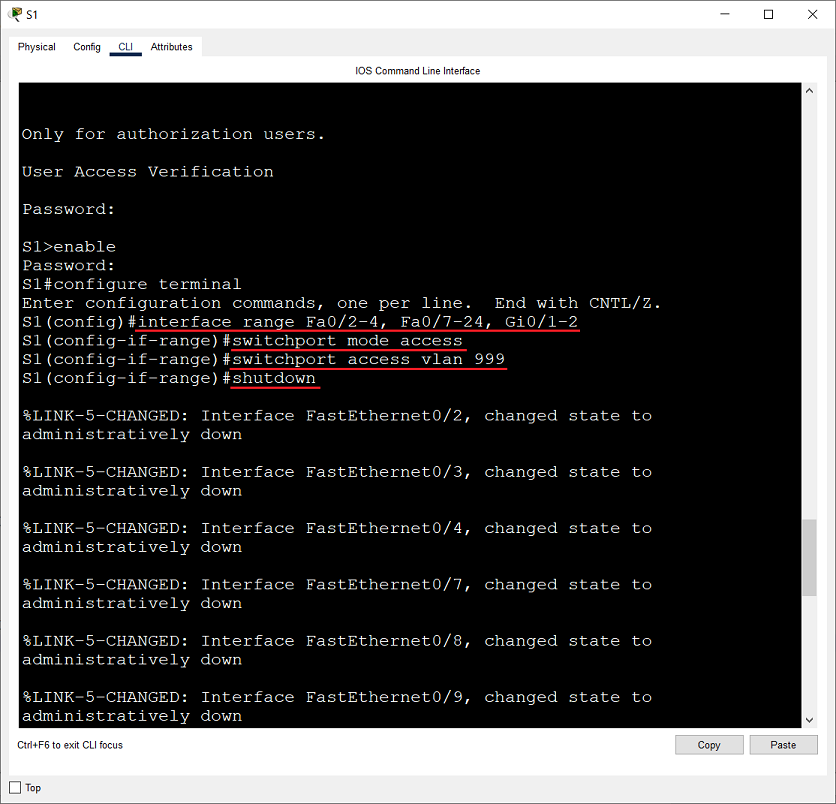 S1
Physical Config CLI Attributes
IOS Command Line Interface
Only for authorization users.
User Access Verification
Password:
S1>enable
Password:
S1#configure terminal
Enter configuration commands, one per line.  End with CNTL/Z.
S1(config)#interface range Fa0/2-4, Fa0/7-24, Gi0/1-2
S1(config-if-range)#switchport mode access
S1(config-if-range)#switchport access vlan 999
S1(config-if-range)#shutdown
%LINK-5-CHANGED: Interface FastEthernet0/2, changed state to
administratively down
%LINK-5-CHANGED: Interface FastEthernet0/3, changed state to
administratively down
%LINK-5-CHANGED: Interface FastEthernet0/4, changed state to
administratively down
%LINK-5-CHANGED: Interface FastEthernet0/7, changed state to
administratively down
%LINK-5-CHANGED: Interface FastEthernet0/8, changed state to
administratively down
%LINK-5-CHANGED: Interface FastEthernet0/9, changed state to
administratively down
Ctrl+F6 to exit CLI focus
Copy Paste
Top